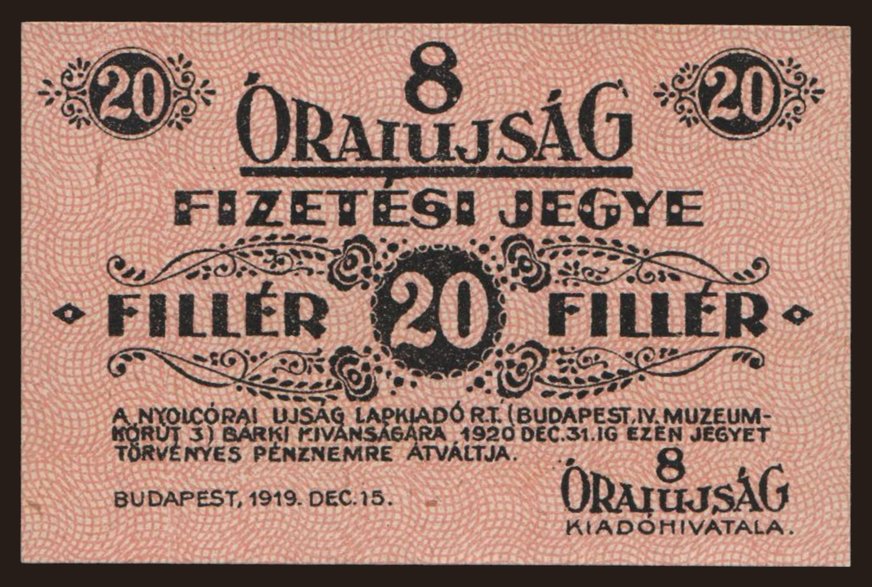 20 8 20
ÓRAIUJSÁG
FIZETÉSI JEGYE
FILLÉR 20 FILLÉR
A NYOLCÓRAI UJSÁG LAPKIADÓ R.T. (BUDAPEST, IV. MUZEUM-
KÖRUT 3) BÁRKI KIVÁNSÁGÁRA 1920 DEC. 31. IG EZEN JEGYET
TÖRVÉNYES PÉNZNEMRE ÁTVÁLTJA.
BUDAPEST, 1919. DEC. 15.
8
ÓRAIUJSÁG
KIADÓHIVATALA.